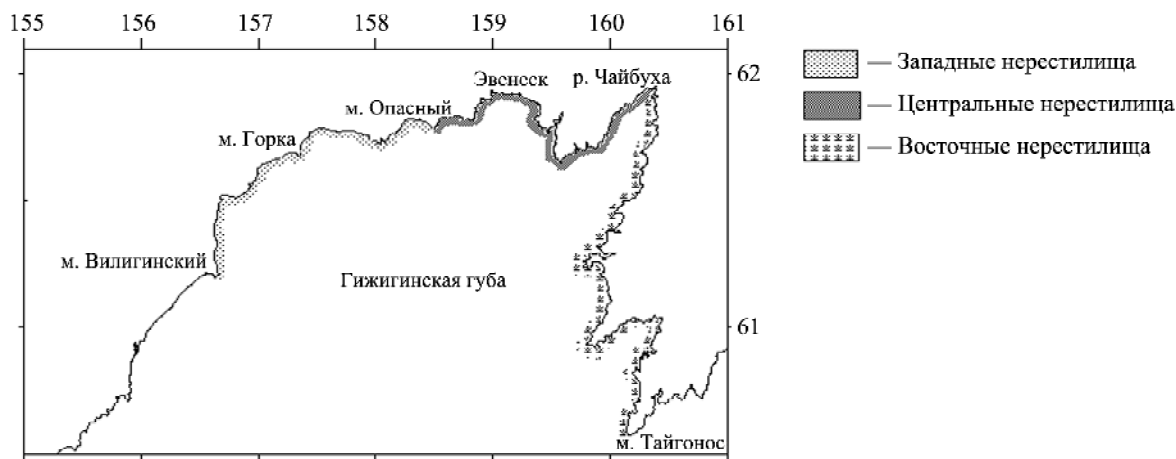 155 156 157 158 159 160 161
62
61
Эвенеск
р. Чайбуха
м. Опасный
м. Горка
м. Вилигинский
Гижигинская губа
м. Тайгонос
— Западные нерестилища
— Центральные нерестилища
— Восточные нерестилища